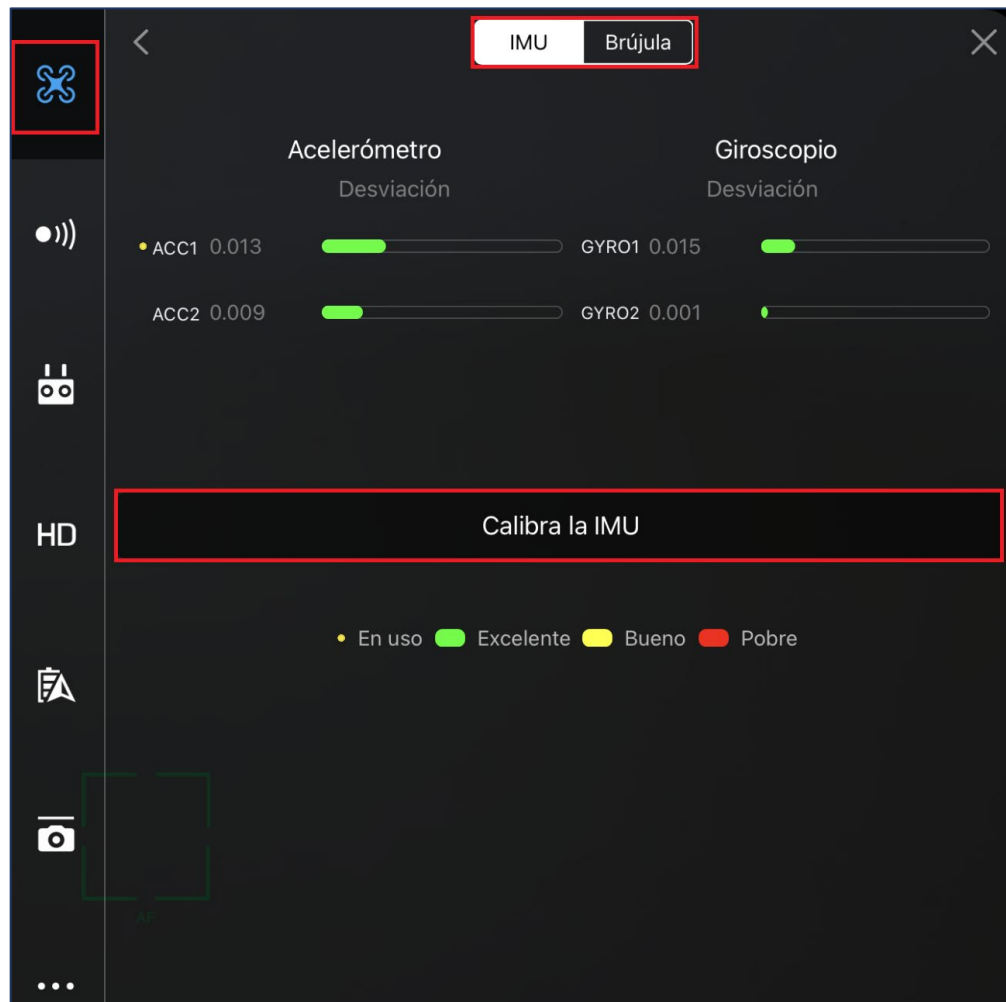 IMU Brújula
Acelerómetro Giroscopio
Desviación Desviación
ACC1 0.013 GYRO1 0.015
ACC2 0.009 GYRO2 0.001
HD
Calibra la IMU
En uso Excelente Bueno Pobre
AF